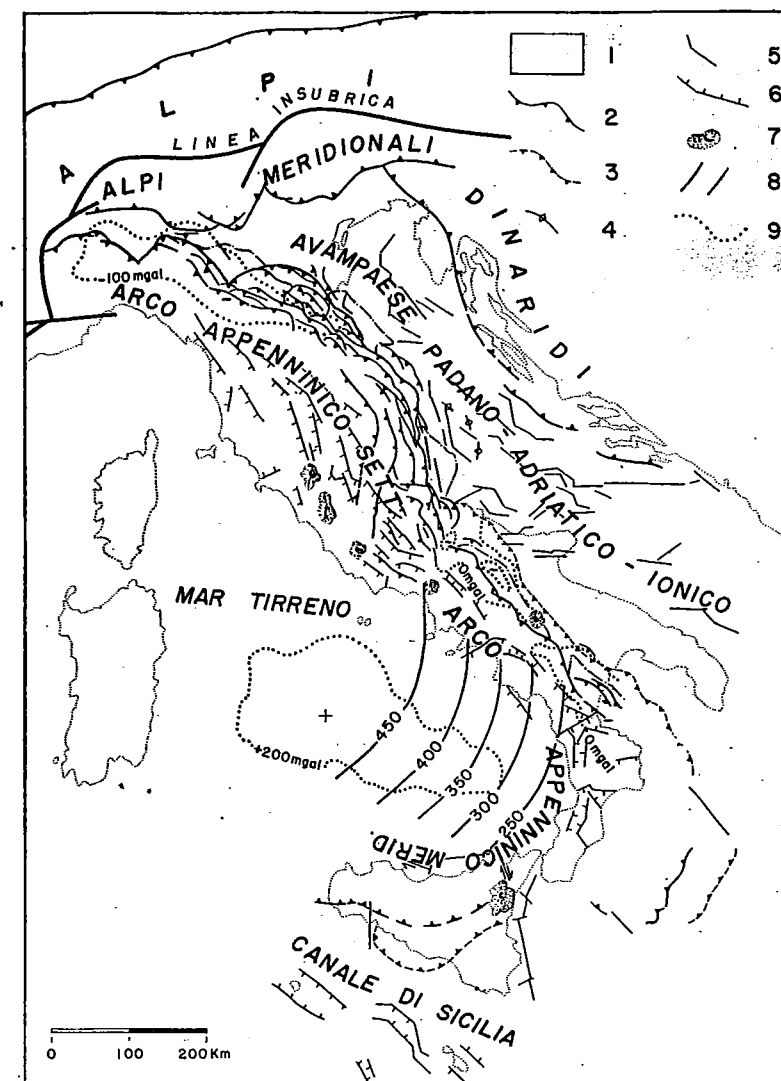 1
2
3
4
5
6
7
8
9
ALPI
LINEA INSUBRICA
ALPI MERIDIONALI
DINARIDI
AVAMPAESE PADANO - ADRIATICO - IONICO
-100 mgal
ARCO APPENNINICO SETT.
MAR TIRRENO
0 mgal
ARCO APPENNINICO MERID.
450
400
350
300
250
+200 mgal
0 mgal
CANALE DI SICILIA
0 100 200 Km